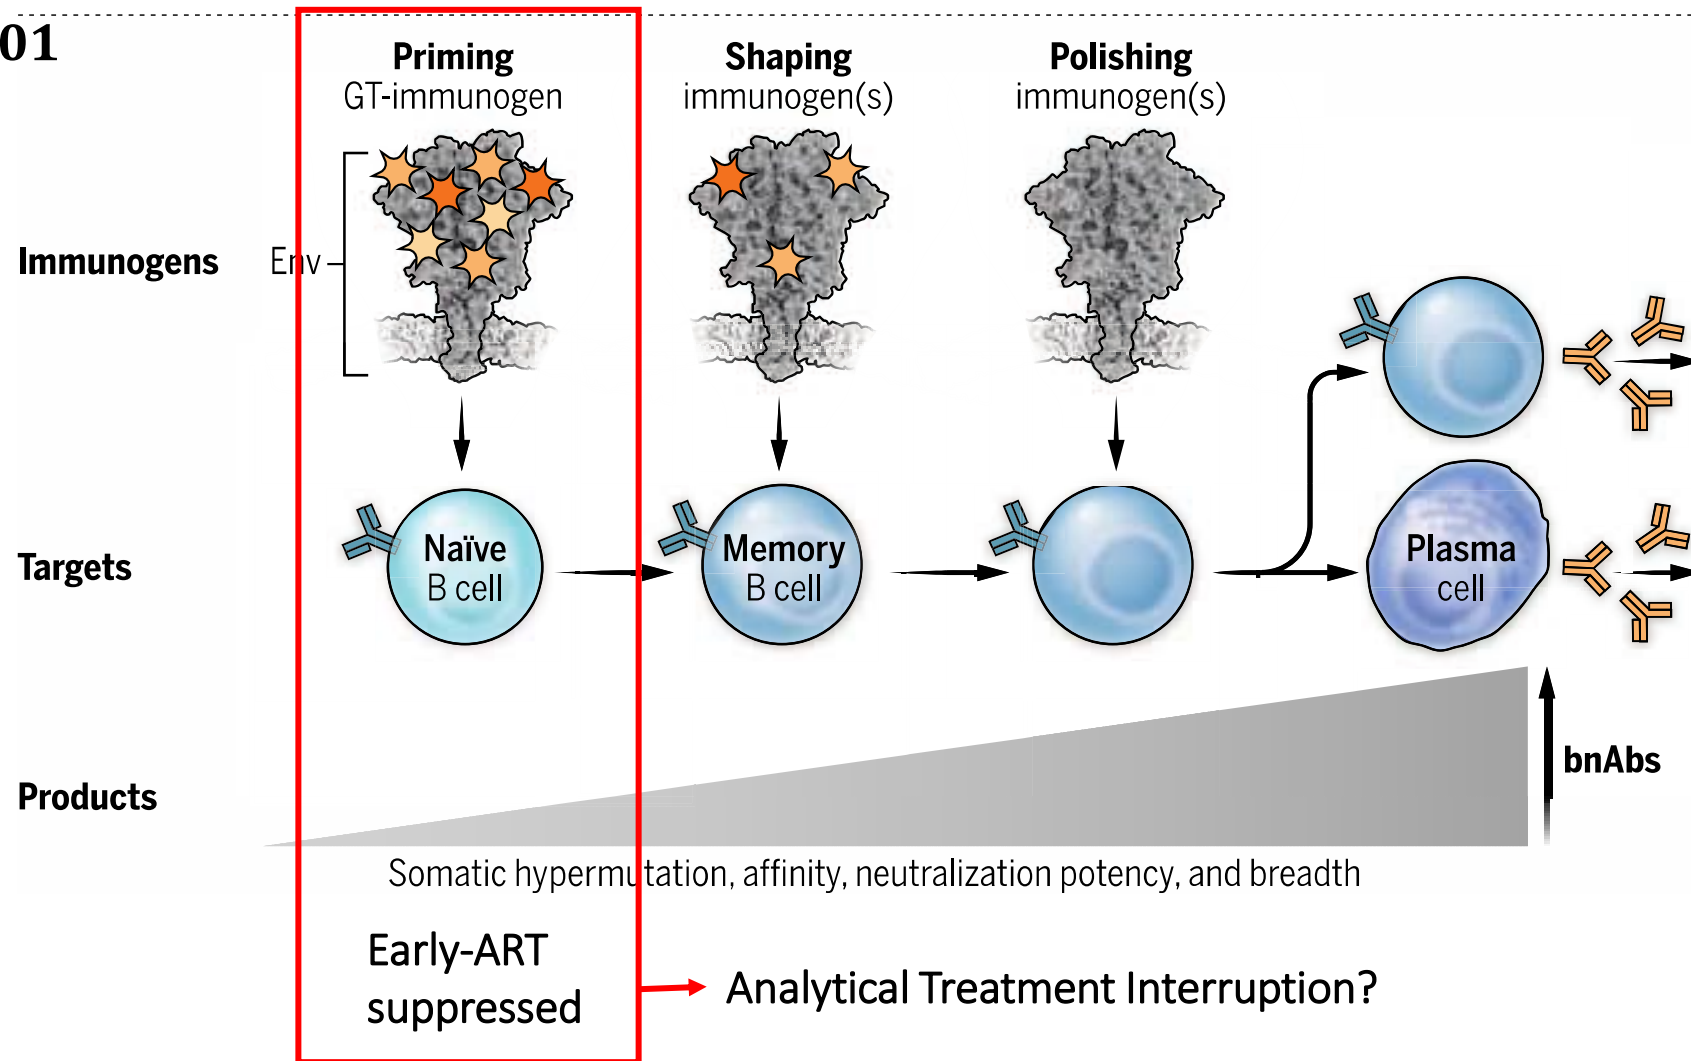 01
Priming
GT-immunogen
Shaping
immunogen(s)
Polishing
immunogen(s)
Immunogens
Env
Targets
Naïve
B cell
Memory
B cell
Plasma
cell
Products
bnAbs
Somatic hypermutation, affinity, neutralization potency, and breadth
Early-ART
suppressed
Analytical Treatment Interruption?